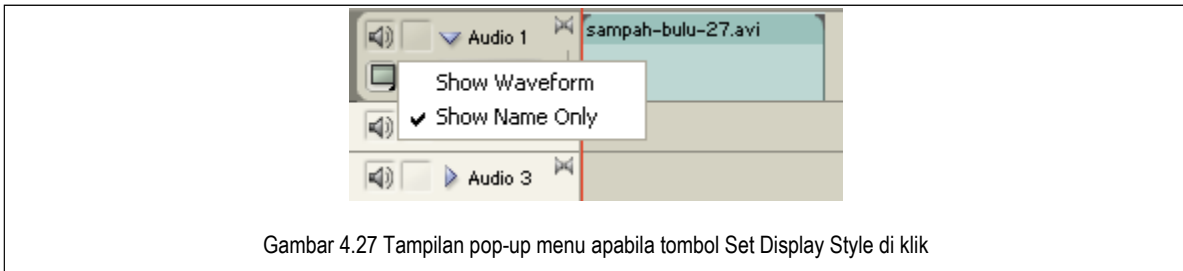 Audio 1
sampah-bulu-27.avi
Show Waveform
Show Name Only
Audio 3
Gambar 4.27 Tampilan pop-up menu apabila tombol Set Display Style di klik